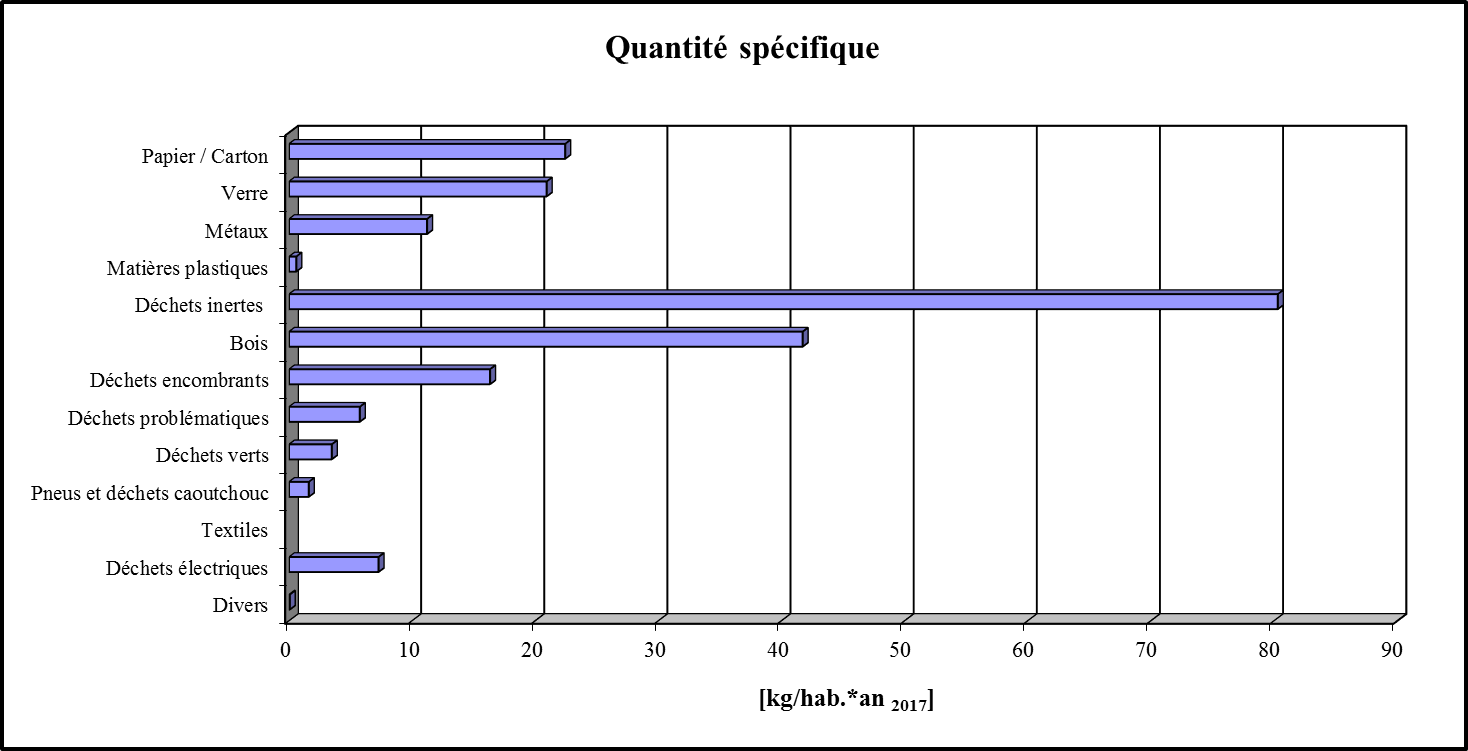 Quantité spécifique
Papier / Carton
Verre
Métaux
Matières plastiques
Déchets inertes
Bois
Déchets encombrants
Déchets problématiques
Déchets verts
Pneus et déchets caoutchouc
Textiles
Déchets électriques
Divers
0 10 20 30 40 50 60 70 80 90
[kg/hab.*an 2017]